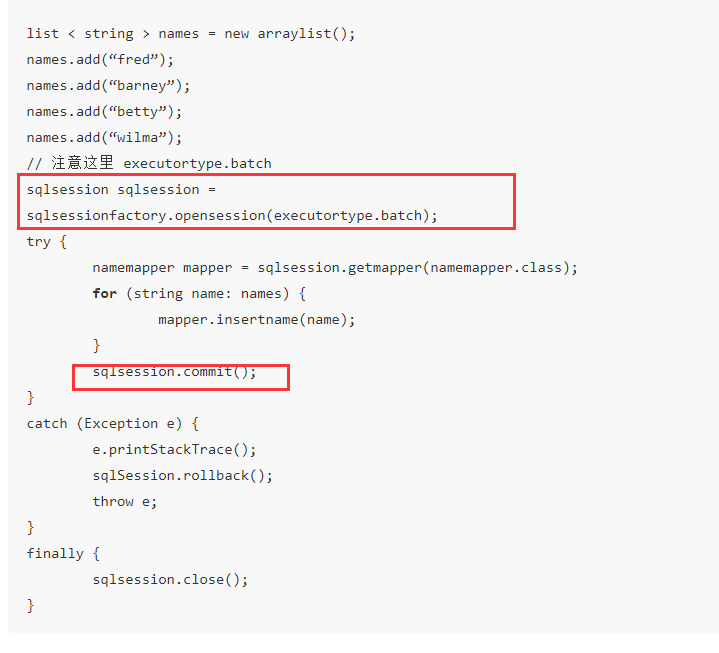 list < string > names = new arraylist();
names.add(“fred”);
names.add(“barney”);
names.add(“betty”);
names.add(“wilma”);
// 注意这里 executortype.batch
sqlsession sqlsession =
sqlsessionfactory.opensession(executortype.batch);
try {
namemapper mapper = sqlsession.getmapper(namemapper.class);
for (string name: names) {
mapper.insertname(name);
}
sqlsession.commit();
}
catch (Exception e) {
e.printStackTrace();
sqlSession.rollback();
throw e;
}
finally {
sqlsession.close();
}